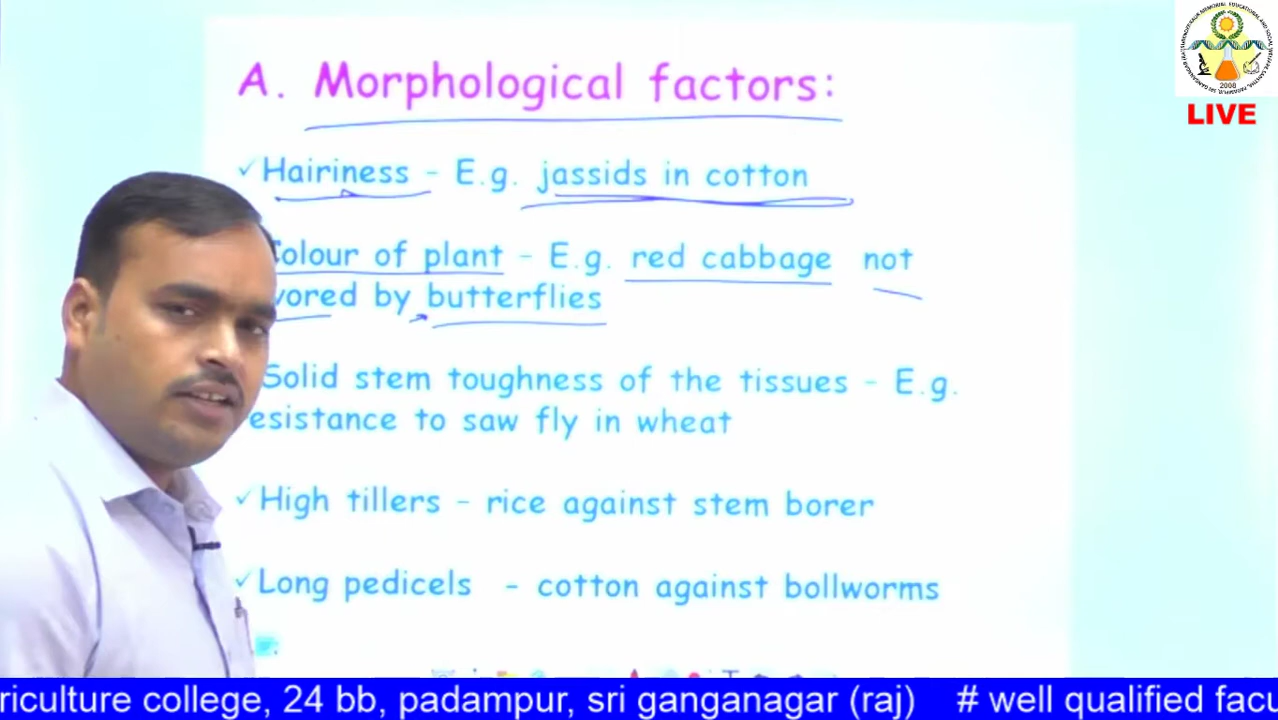 A. Morphological factors:
LIVE
✓ Hairiness - E.g. jassids in cotton
Colour of plant - E.g. red cabbage not
vored by butterflies
Solid stem toughness of the tissues - E.g.
esistance to saw fly in wheat
✓ High tillers - rice against stem borer
✓ Long pedicels - cotton against bollworms
2008
riculture college, 24 bb, padampur, sri ganganagar (raj) # well qualified facu